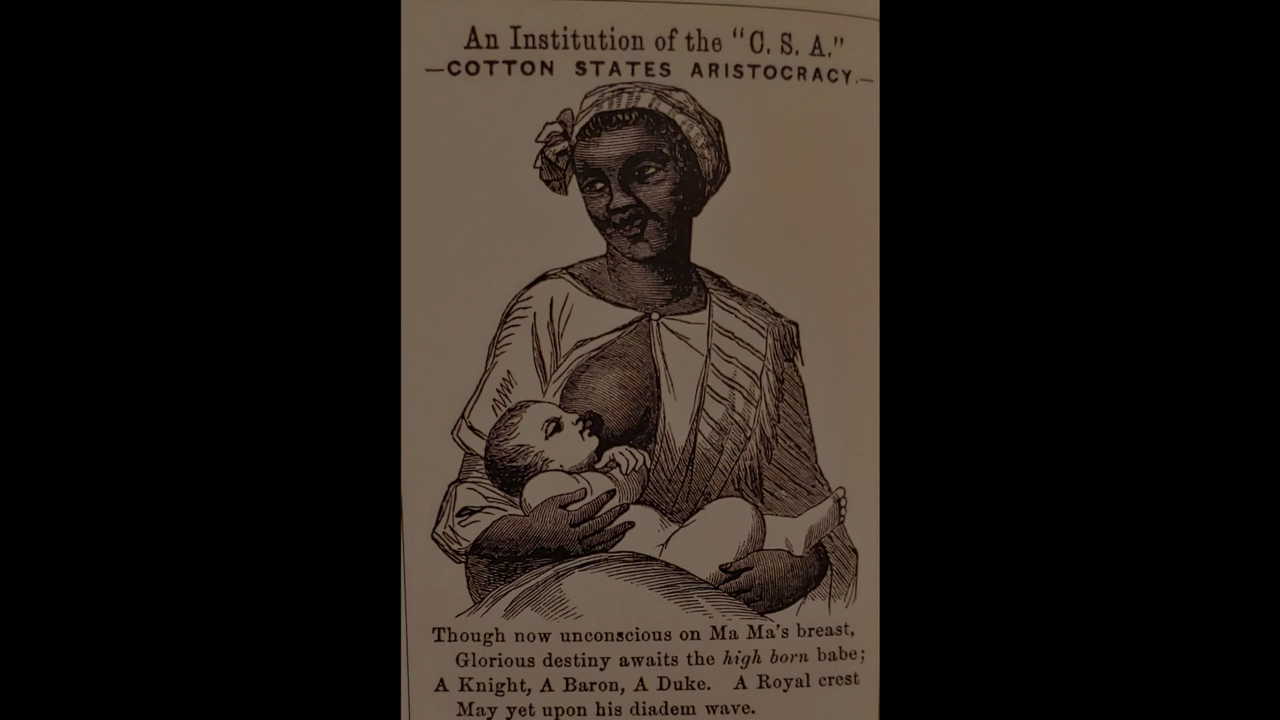 An Institution of the "C. S. A."
—COTTON STATES ARISTOCRACY.—
Though now unconscious on Ma Ma's breast,
Glorious destiny awaits the high born babe;
A Knight, A Baron, A Duke. A Royal crest
May yet upon his diadem wave.